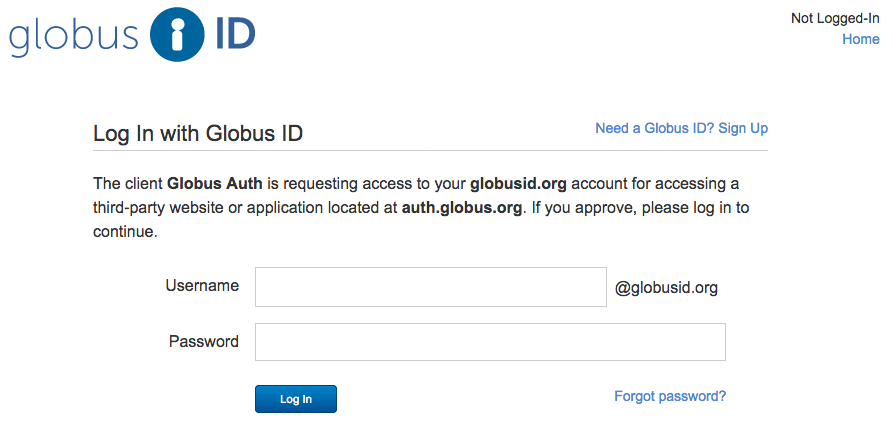 globus ID
Not Logged-In
Home
Log In with Globus ID
Need a Globus ID? Sign Up
The client Globus Auth is requesting access to your globusid.org account for accessing a
third-party website or application located at auth.globus.org. If you approve, please log in to
continue.
Username
@globusid.org
Password
Log In
Forgot password?